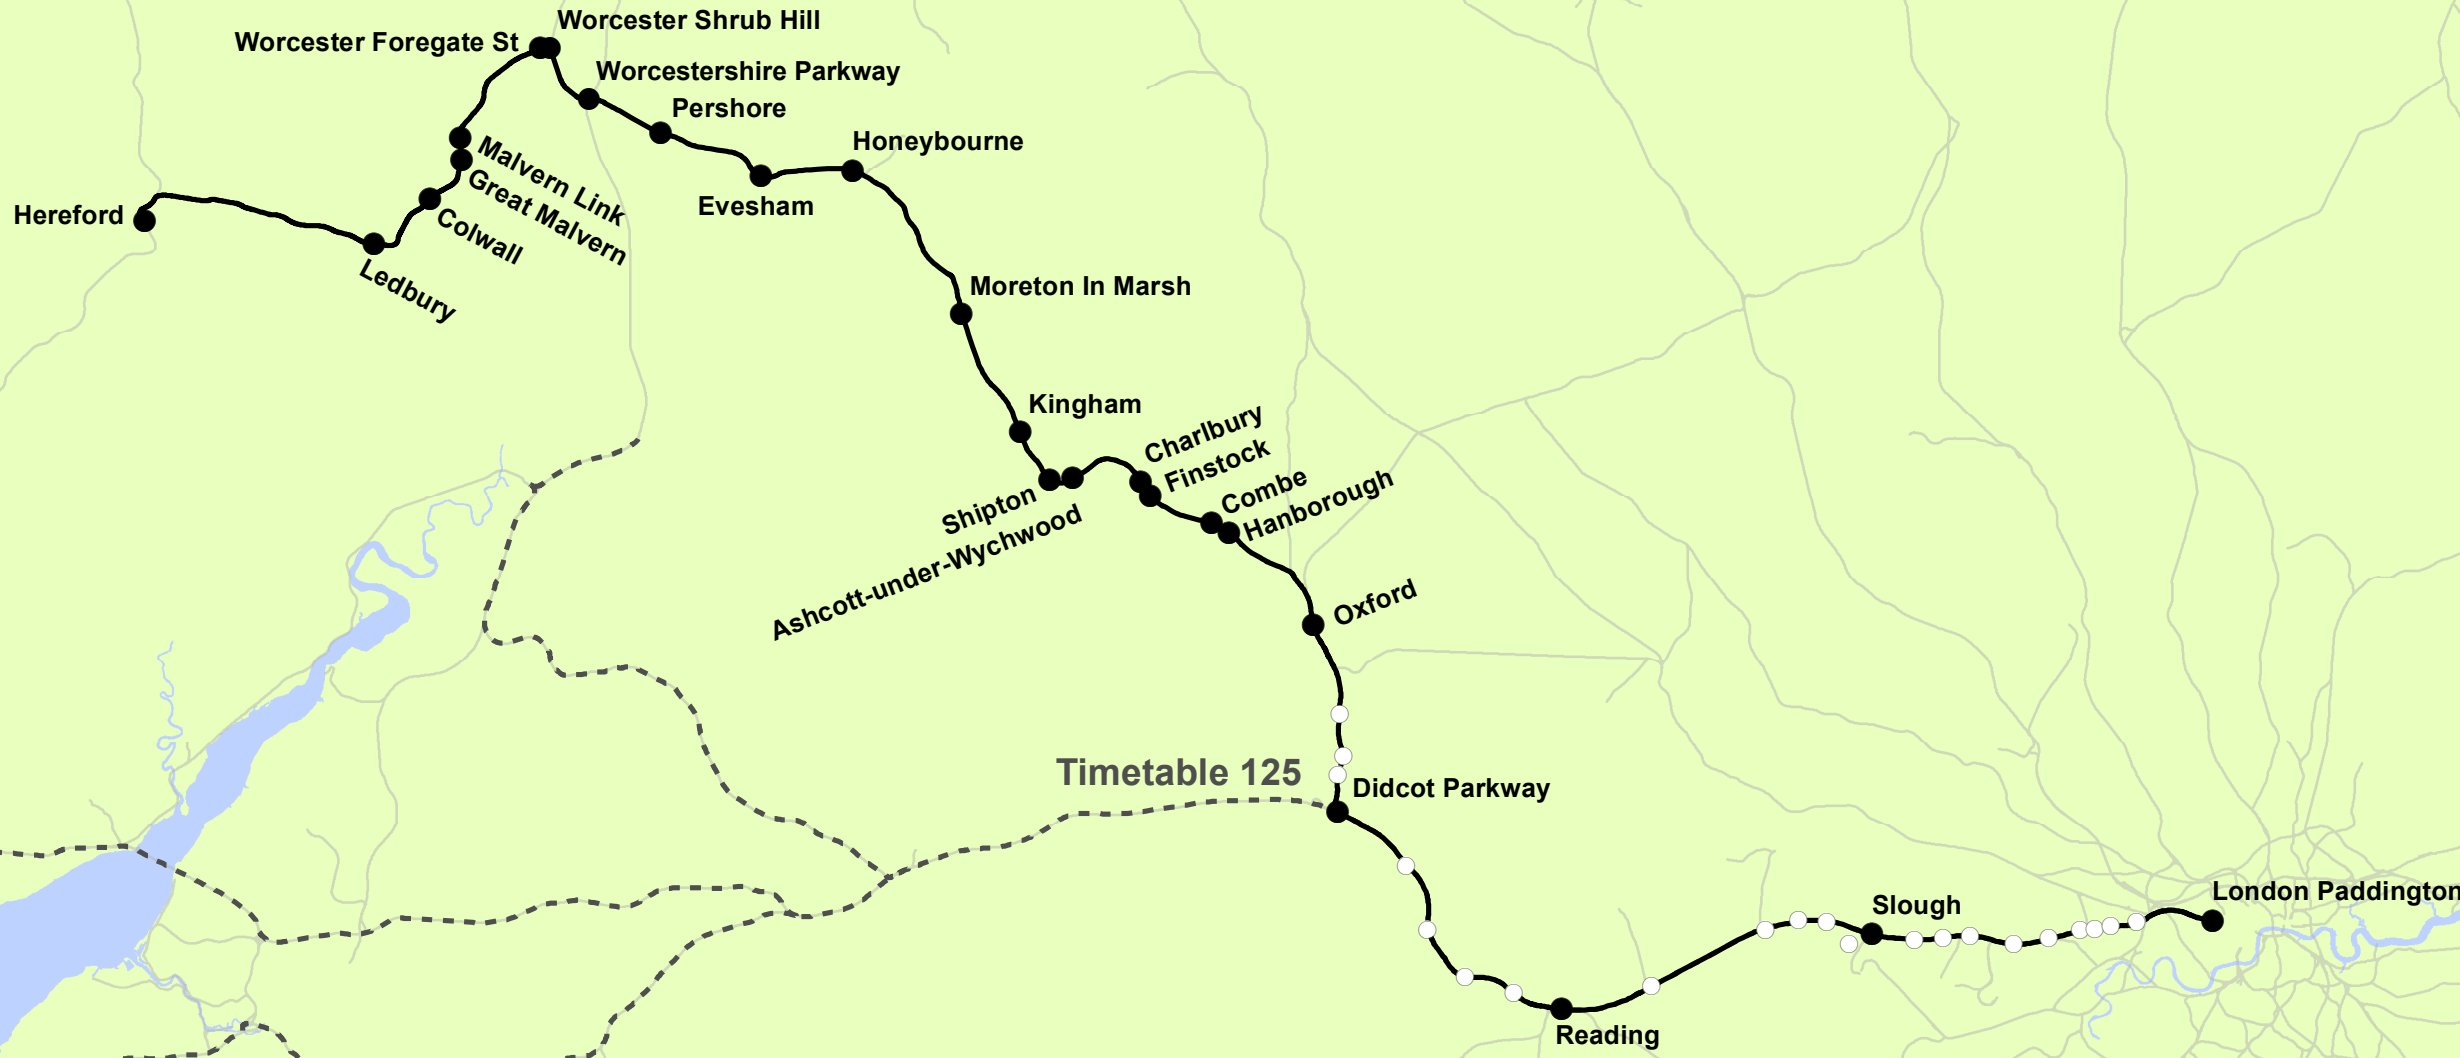 Worcester Shrub Hill
Worcester Foregate St
Worcestershire Parkway
Pershore
Honeybourne
Malvern Link
Great Malvern
Evesham
Hereford
Colwall
Ledbury
Moreton In Marsh
Kingham
Charlbury
Finstock
Combe
Hanborough
Shipton
Ashcott-under-Wychwood
Oxford
Timetable 125
Didcot Parkway
London Paddington
Slough
Reading